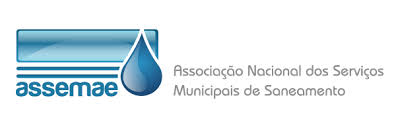 assemae
Associação Nacional dos Serviços
Municipais de Saneamento